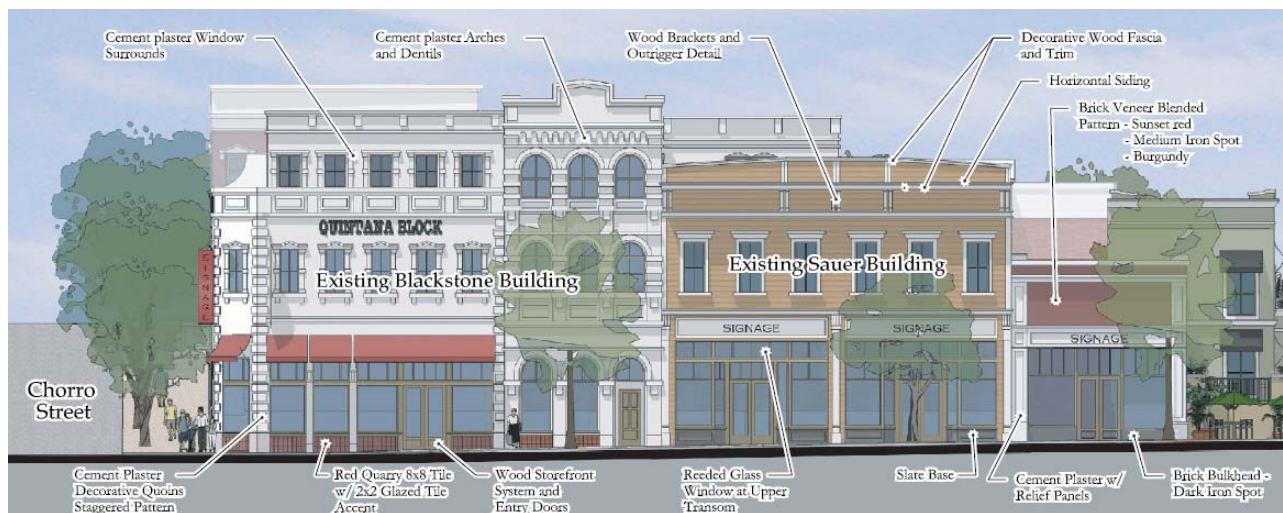 Cement plaster Window
Surrounds
Cement plaster Arches
and Dentils
Wood Brackets and
Outrigger Detail
Decorative Wood Fascia
and Trim
Horizontal Siding
Brick Veneer Blended
Pattern - Sunset red
- Medium Iron Spot
- Burgundy
QUINTANA BLOCK
Existing Blackstone Building
Existing Sauer Building
SIGNAGE
SIGNAGE
SIGNAGE
SIGNAGE
Chorro
Street
Cement Plaster
Decorative Quoins
Staggered Pattern
Red Quarry 8x8 Tile
w/ 2x2 Glazed Tile
Accent
Wood Storefront
System and
Entry Doors
Reeded Glass
Window at Upper
Transom
Slate Base
Cement Plaster w/
Relief Panels
Brick Bulkhead -
Dark Iron Spot